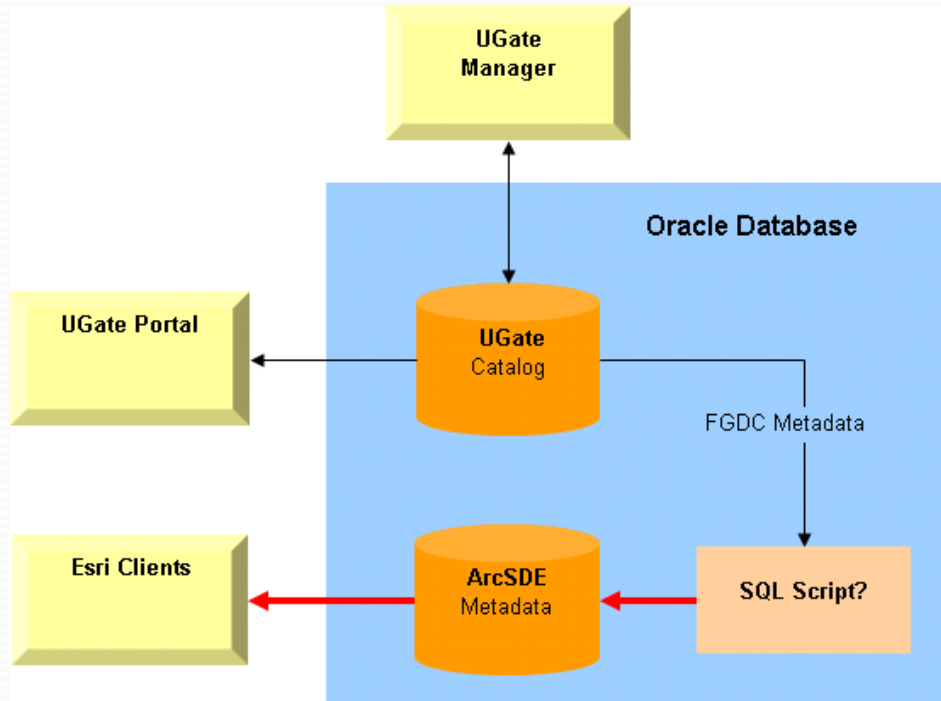 UGate
Manager
Oracle Database
UGate Portal
UGate
Catalog
FGDC Metadata
Esri Clients
ArcSDE
Metadata
SQL Script?